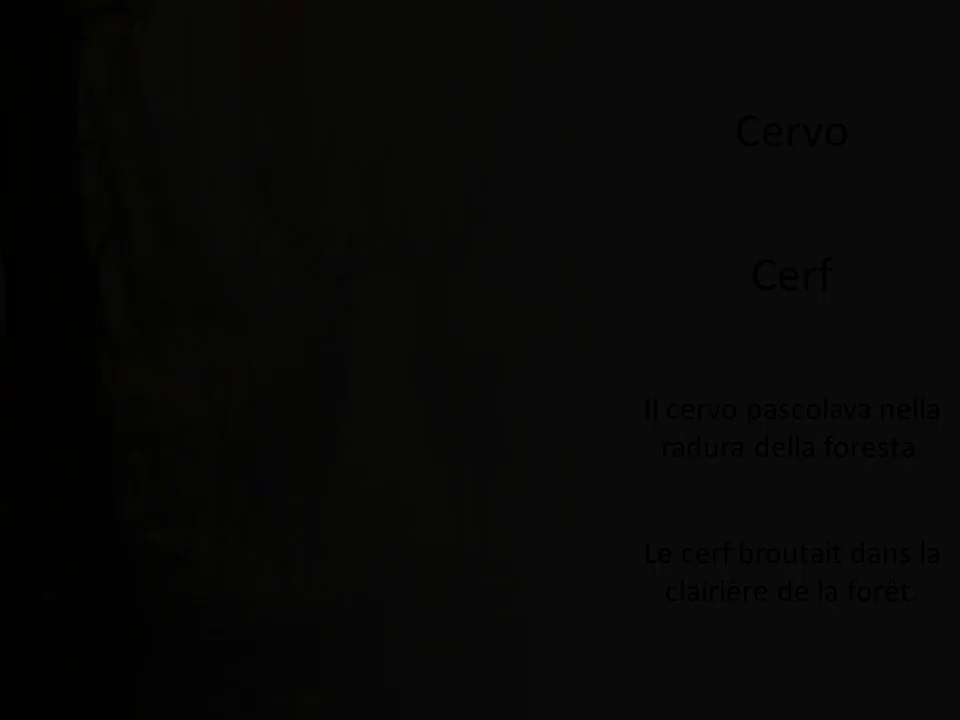 Cervo
Cerf
Il cervo pascolava nella
radura della foresta.
Le cerf broutait dans la
clairière de la forêt.